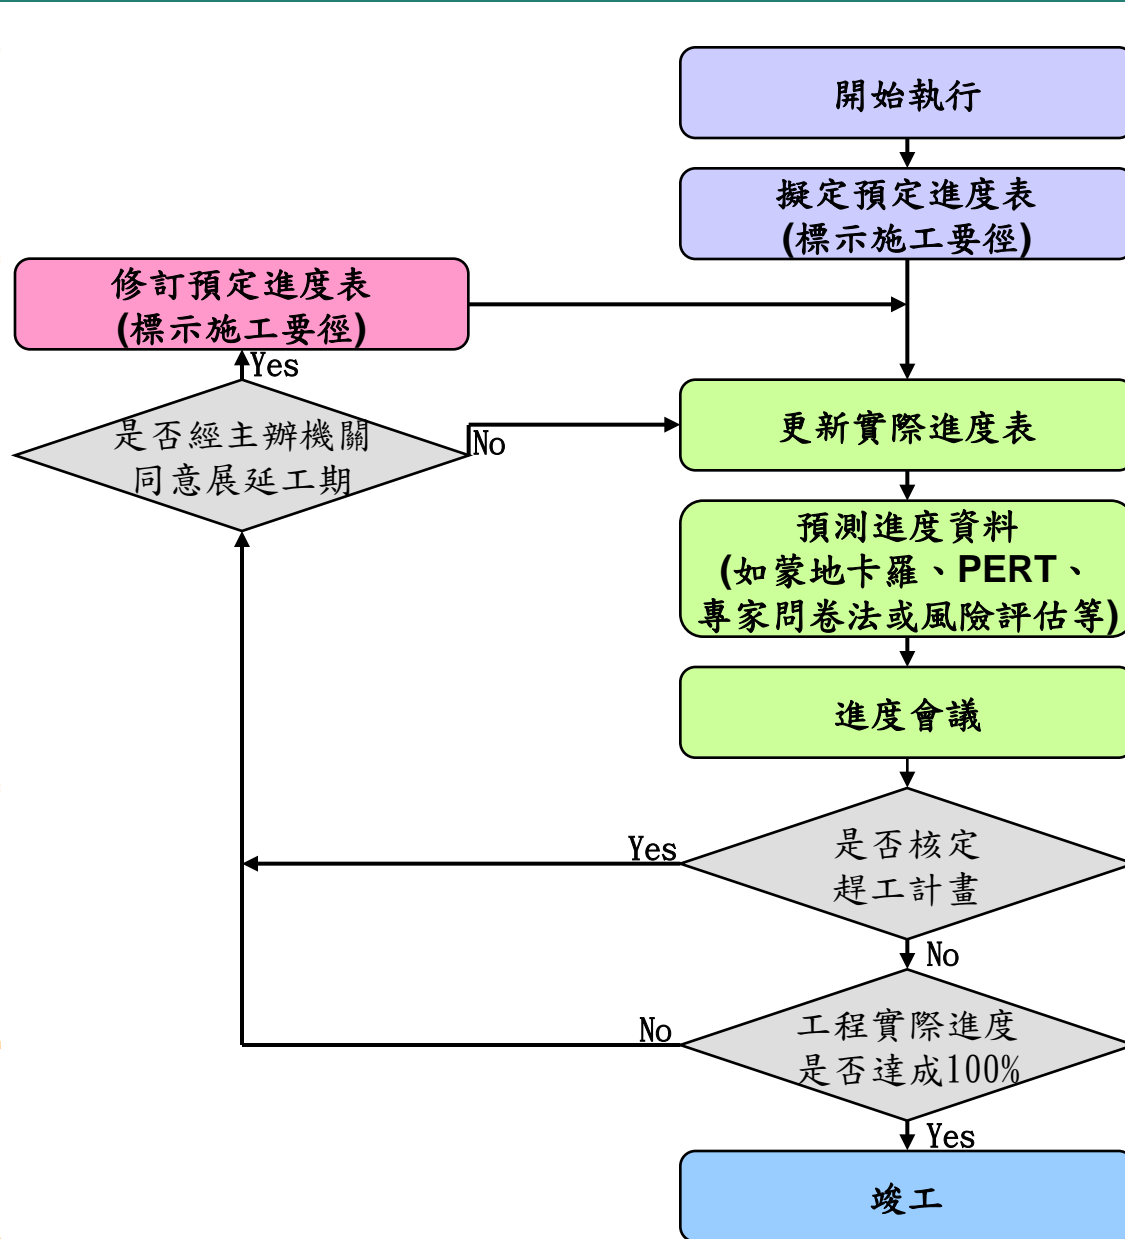 開始執行
擬定預定進度表
(標示施工要徑)
修訂預定進度表
(標示施工要徑)
Yes
是否經主辦機關
同意展延工期
No
更新實際進度表
預測進度資料
(如蒙地卡羅、PERT、
專家問卷法或風險評估等)
進度會議
是否核定
趕工計畫
Yes
No
工程實際進度
是否達成100%
No
Yes
竣工